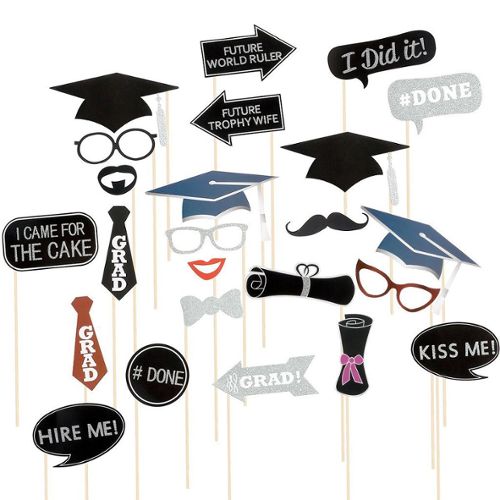 FUTURE
WORLD RULER
I Did it!
#DONE
FUTURE
TROPHY WIFE
I CAME FOR
THE CAKE
GRAD
GRAD
# DONE
GRAD!
KISS ME!
HIRE ME!